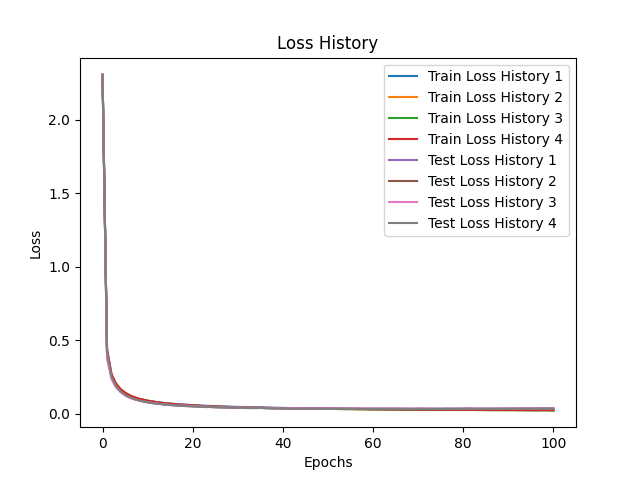 Loss History
Train Loss History 1
Train Loss History 2
Train Loss History 3
Train Loss History 4
Test Loss History 1
Test Loss History 2
Test Loss History 3
Test Loss History 4
Loss
2.0
1.5
1.0
0.5
0.0
0 20 40 60 80 100
Epochs